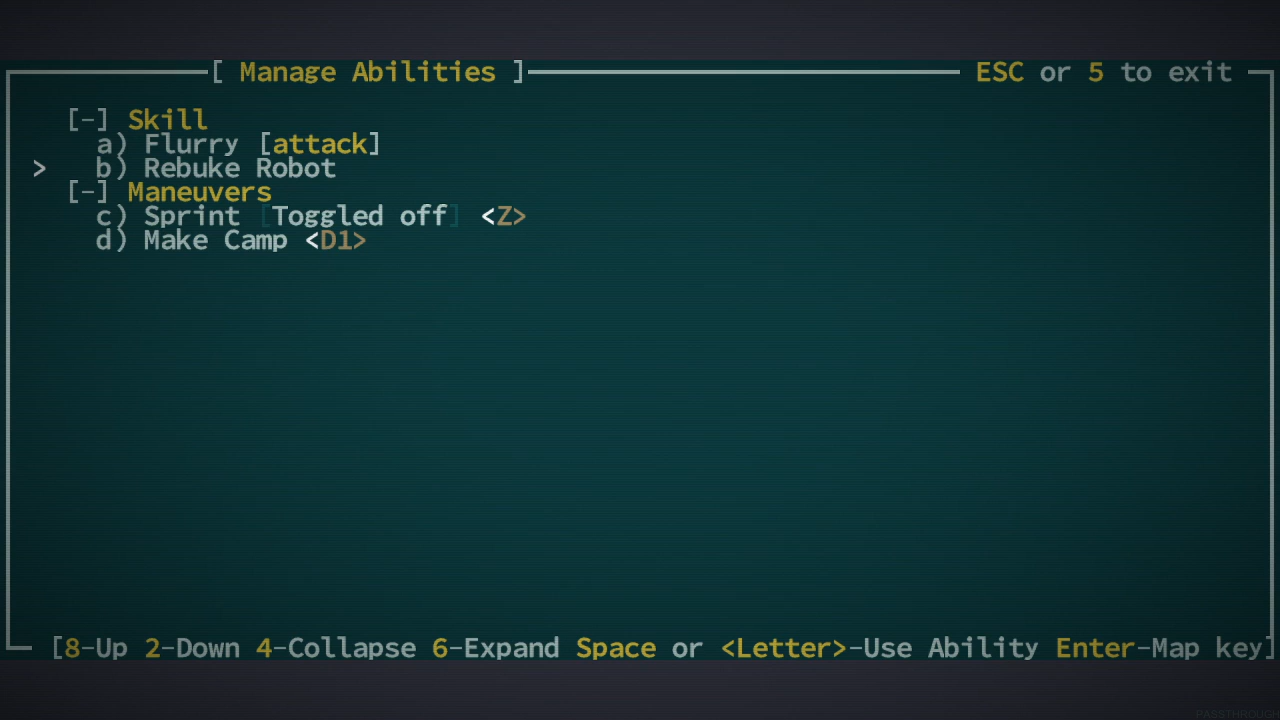 [ Manage Abilities ] ESC or 5 to exit
[-] Skill
a) Flurry [attack]
> b) Rebuke Robot
[-] Maneuvers
c) Sprint [Toggled off] <Z>
d) Make Camp <D1>
[8-Up 2-Down 4-Collapse 6-Expand Space or <Letter>-Use Ability Enter-Map key]
PASSTHROUGH